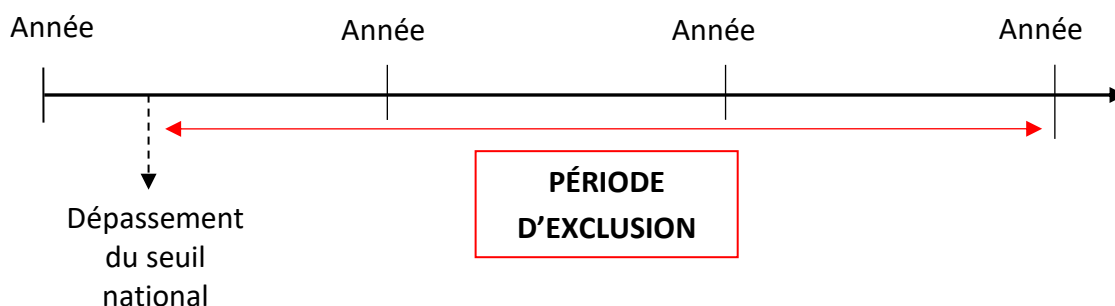 Année
Année
Année
Année
PÉRIODE
D’EXCLUSION
Dépassement
du seuil
national